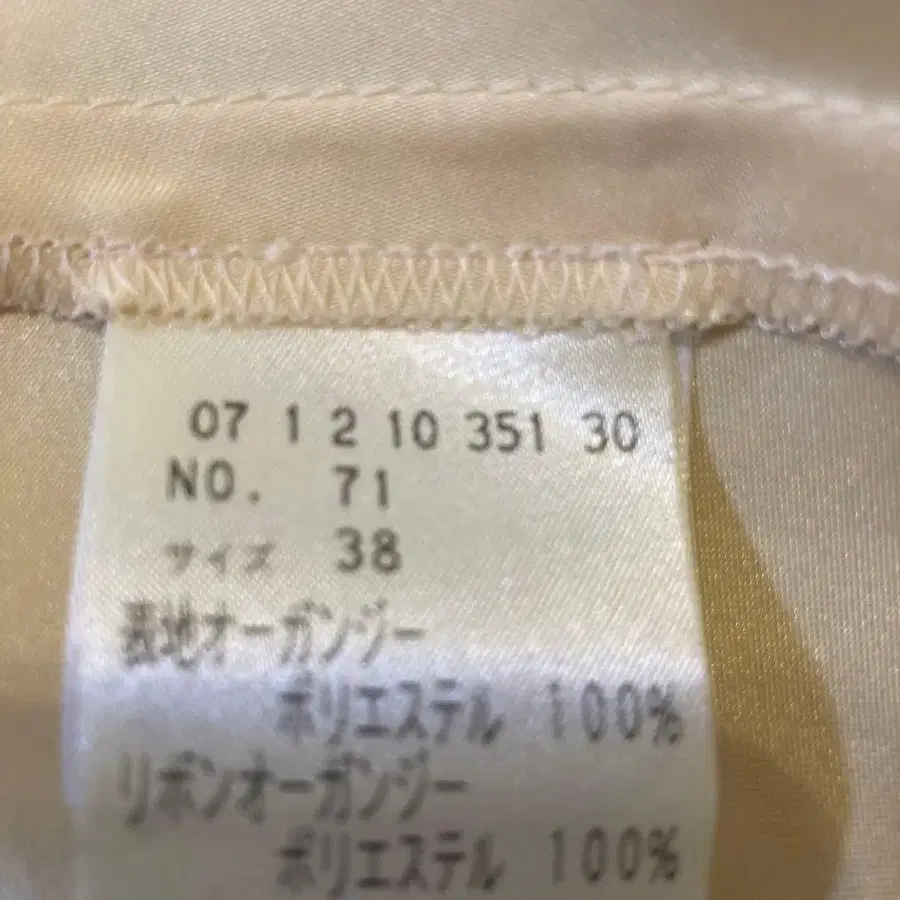 07 1 2 10 351 30
NO. 71
サイズ 38
表地オーガンジー
ポリエステル 100%
リボンオーガンジー
ポリエステル 100%